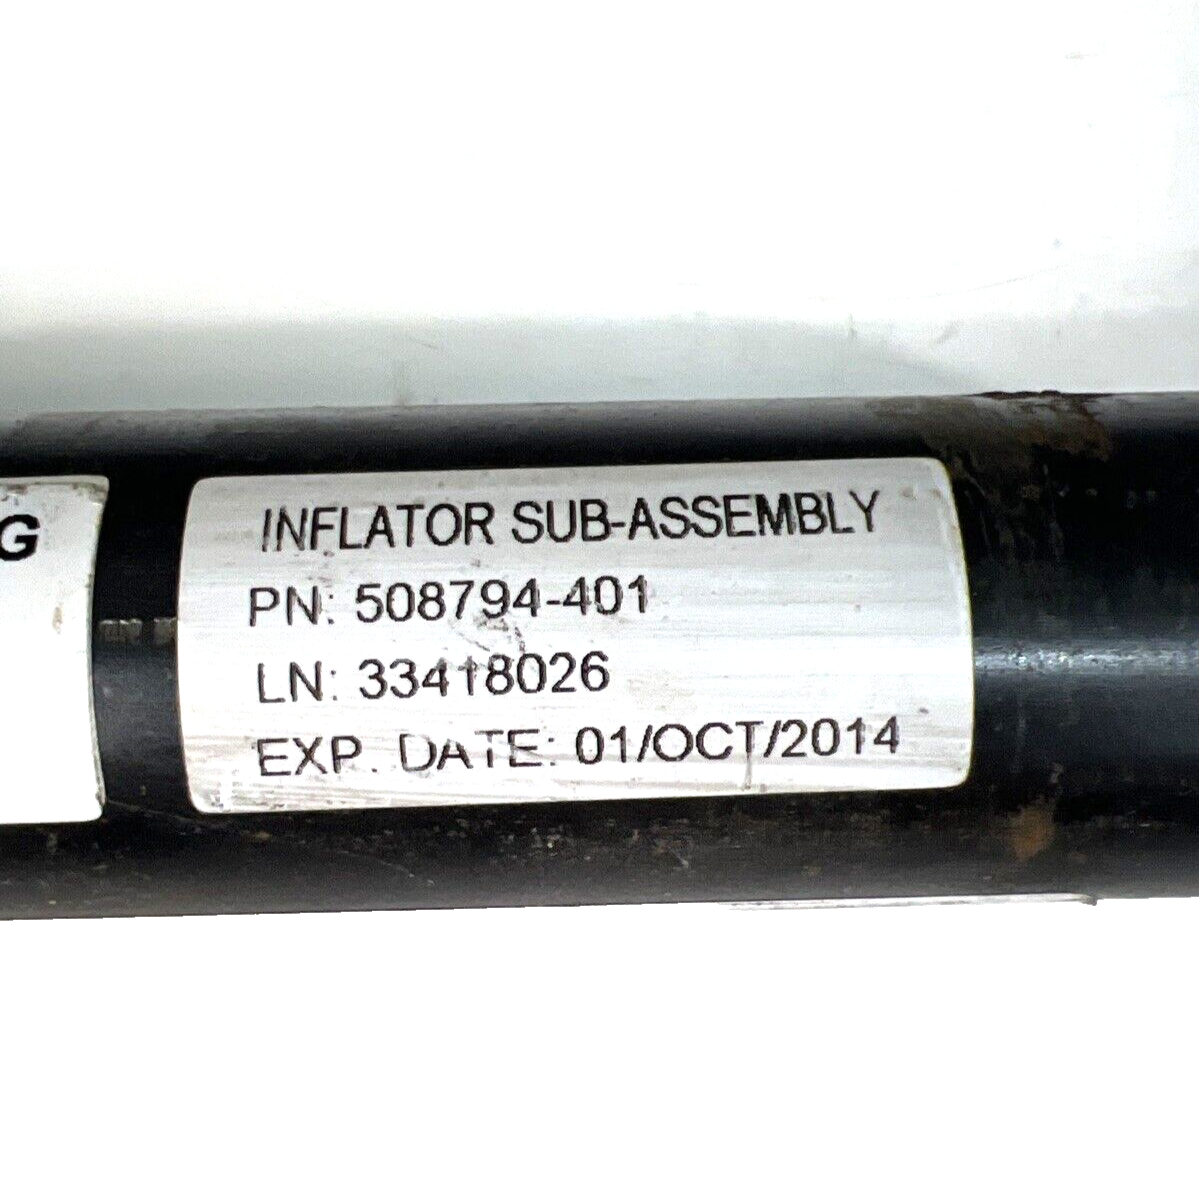 G
INFLATOR SUB-ASSEMBLY
PN: 508794-401
LN: 33418026
EXP. DATE: 01/OCT/2014